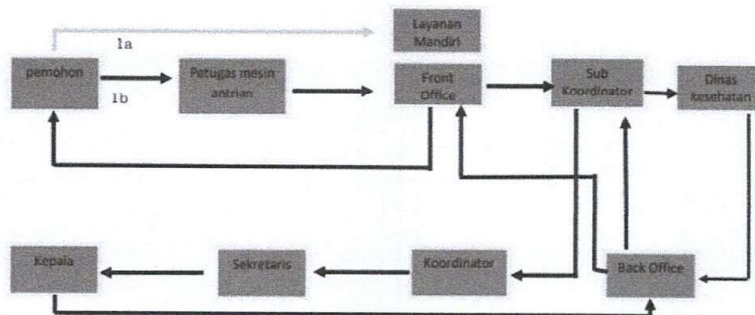 1a
Layanan
Mandiri
pemohon
1b
Petugas mesin
antrian
Front
Office
Sub
Koordinator
Dinas
kesehatan
Kepala
Sekretaris
Koordinator
Back Office